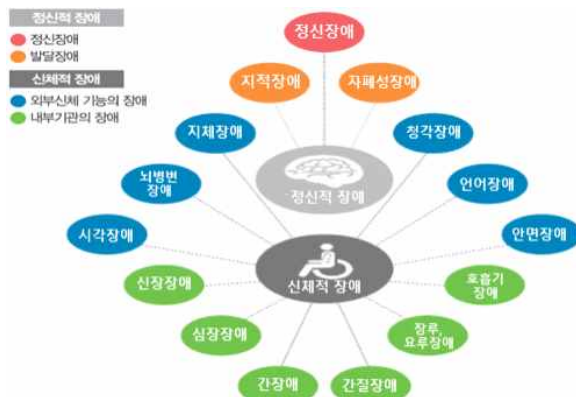 정신적 장애
정신장애
발달장애
신체적 장애
외부신체 기능의 장애
내부기관의 장애
정신장애
지적장애
자폐성장애
지체장애
청각장애
정신적 장애
뇌병변
장애
언어장애
시각장애
안면장애
신체적 장애
신장장애
호흡기
장애
심장장애
장루,
요루장애
간장애
간질장애